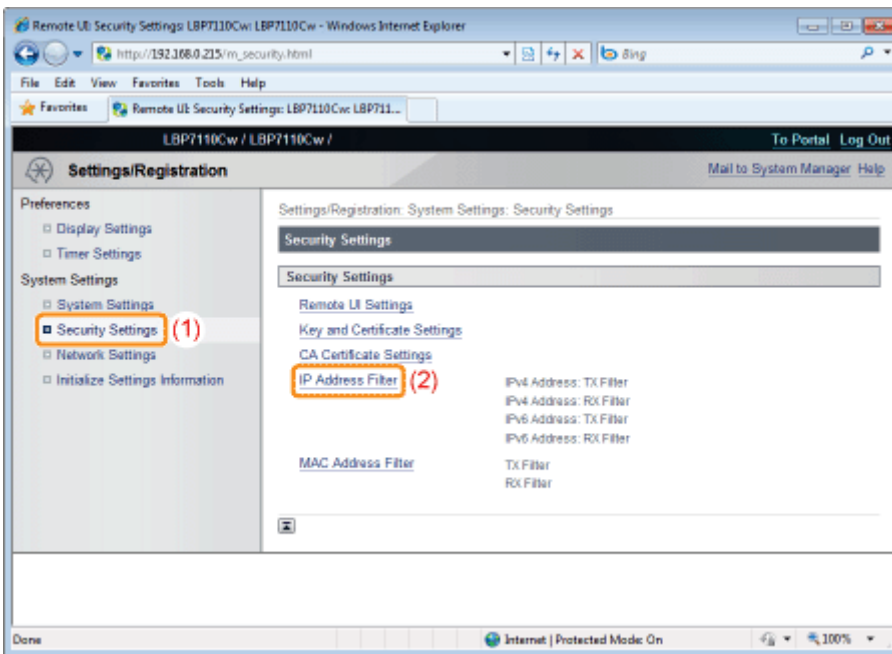 Remote UI: Security Settings: LBP7110Cw: LBP7110Cw - Windows Internet Explorer
http://192.168.0.215/m_security.html
Bing
File Edit View Favorites Tools Help
Favorites Remote UI: Security Settings: LBP7110Cw: LBP711...
LBP7110Cw / LBP7110Cw /
To Portal Log Out
Settings/Registration
Mail to System Manager Help
Preferences
Display Settings
Timer Settings
System Settings
System Settings
Security Settings (1)
Network Settings
Initialize Settings Information
Settings/Registration: System Settings: Security Settings
Security Settings
Security Settings
Remote UI Settings
Key and Certificate Settings
CA Certificate Settings
IP Address Filter (2)
IPv4 Address: TX Filter
IPv4 Address: RX Filter
IPv6 Address: TX Filter
IPv6 Address: RX Filter
MAC Address Filter
TX Filter
RX Filter
Done
Internet | Protected Mode: On
100%